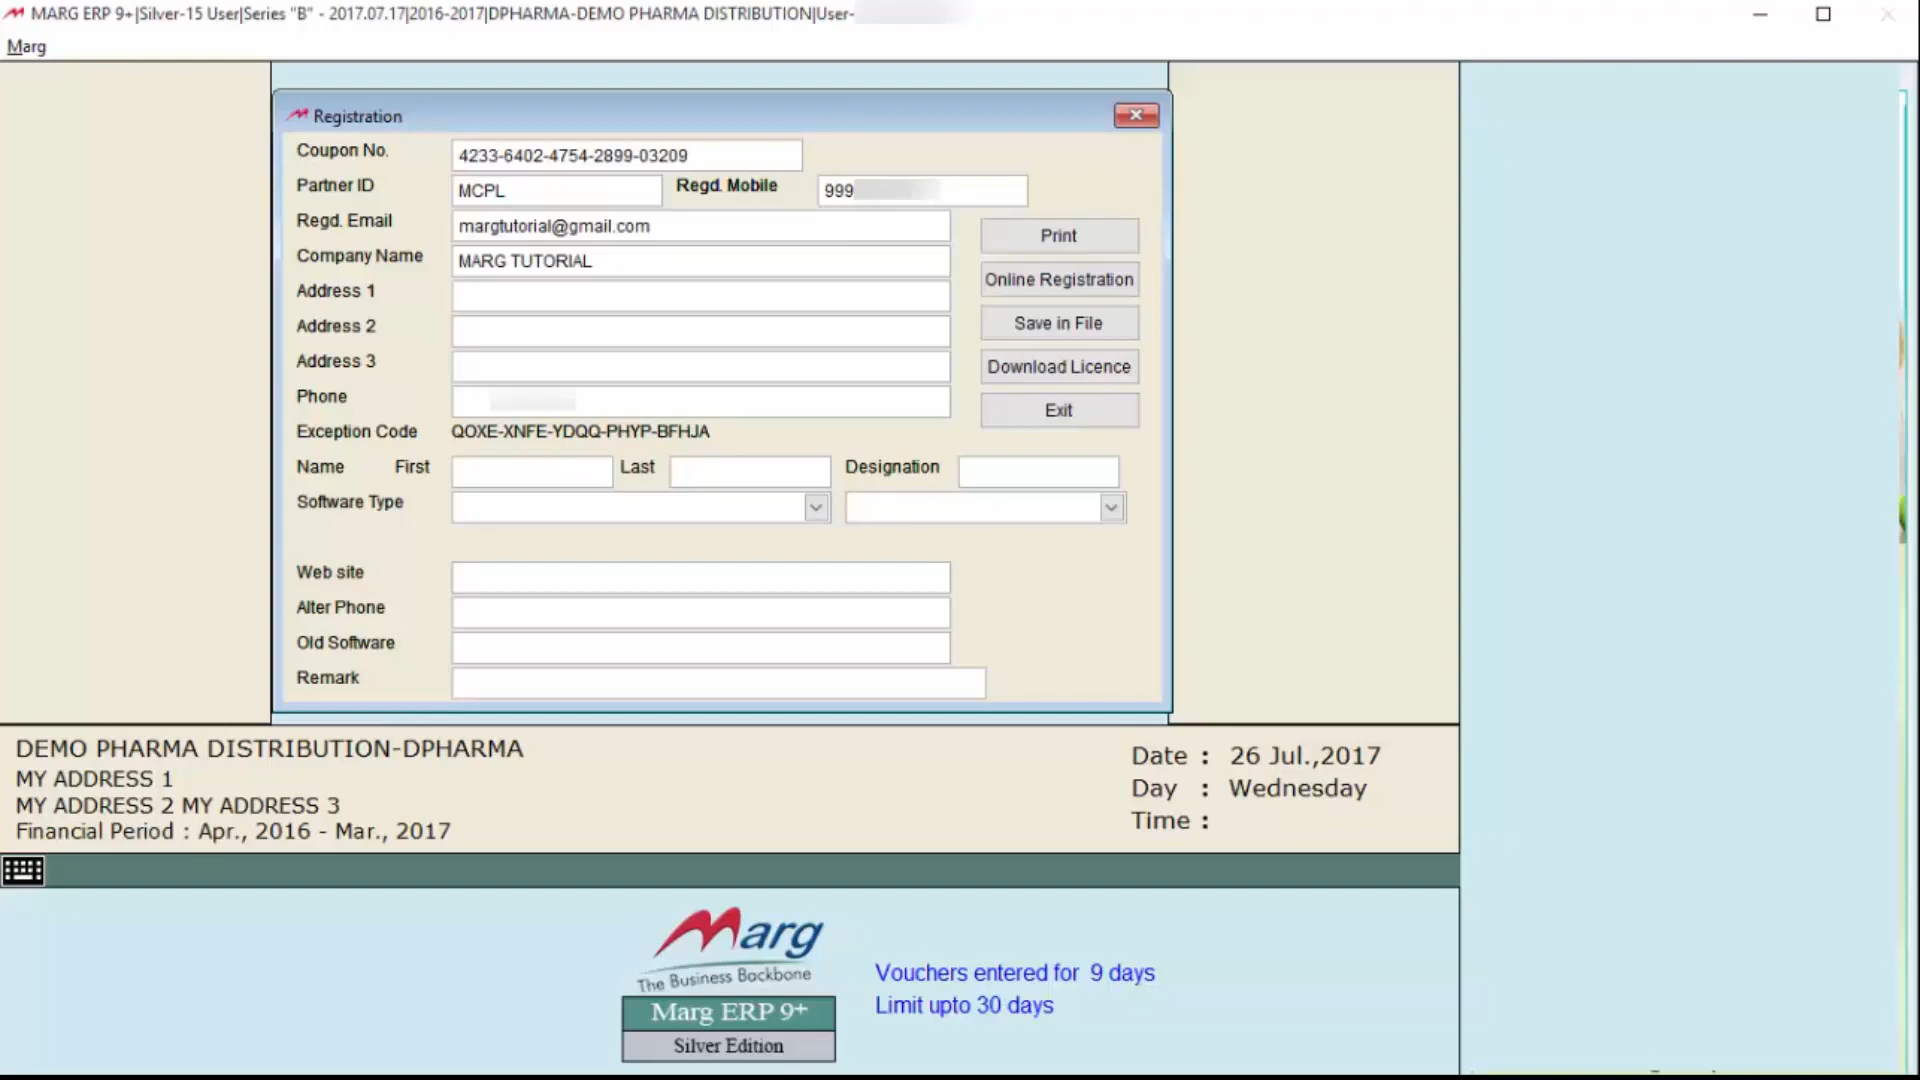 MARG ERP 9+|Silver-15 User|Series "B" - 2017.07.17|2016-2017|DPHARMA-DEMO PHARMA DISTRIBUTION|User-
Marg
Registration
Coupon No. 4233-6402-4754-2899-03209
Partner ID MCPL Regd. Mobile 999
Regd. Email margtutorial@gmail.com
Print
Company Name MARG TUTORIAL
Online Registration
Address 1
Address 2
Save in File
Address 3
Download Licence
Phone
Exit
Exception Code QOXE-XNFE-YDQQ-PHYP-BFHJA
Name First Last Designation
Software Type
Web site
Alter Phone
Old Software
Remark
DEMO PHARMA DISTRIBUTION-DPHARMA
MY ADDRESS 1
MY ADDRESS 2 MY ADDRESS 3
Financial Period : Apr., 2016 - Mar., 2017
Date : 26 Jul.,2017
Day : Wednesday
Time :
Marg
The Business Backbone
Marg ERP 9+
Silver Edition
Vouchers entered for 9 days
Limit upto 30 days